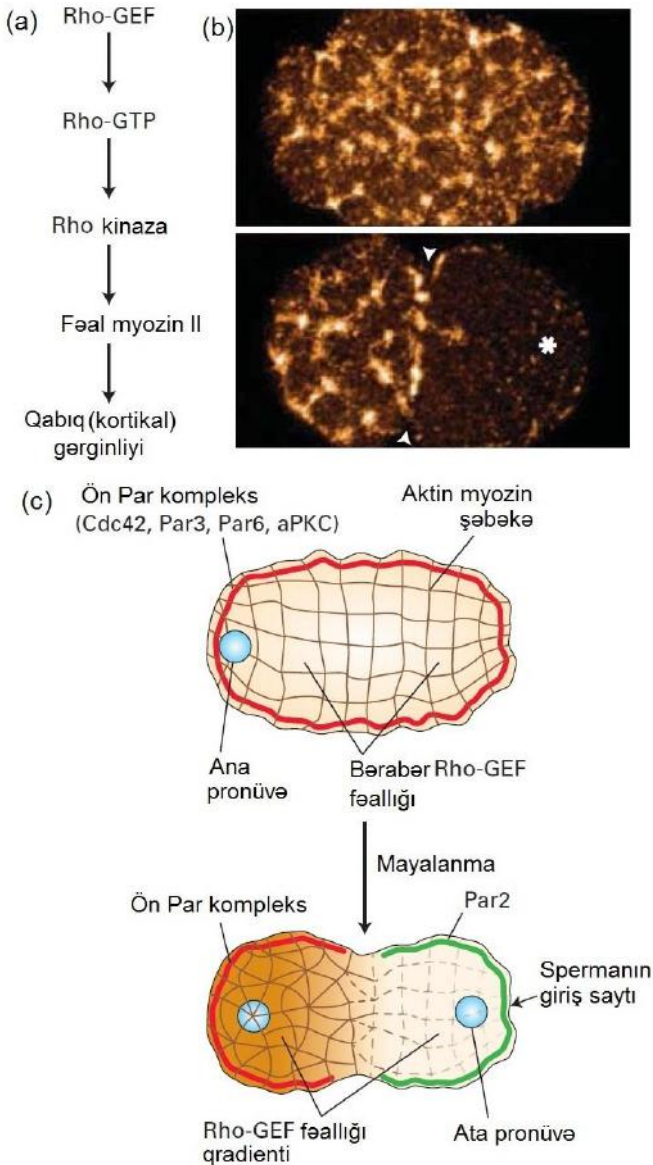 (a)
Rho-GEF
Rho-GTP
Rho kinaza
Fəal myozin II
Qabıq (kortikal)
gərginliyi
(b)
(c)
Ön Par kompleks
(Cdc42, Par3, Par6, aPKC)
Aktin myozin
şəbəkə
Ana
pronüvə
Bərabər Rho-GEF
fəallığı
Mayalanma
Ön Par kompleks
Par2
Spermanın
giriş saytı
Rho-GEF fəallığı
qradienti
Ata pronüvə